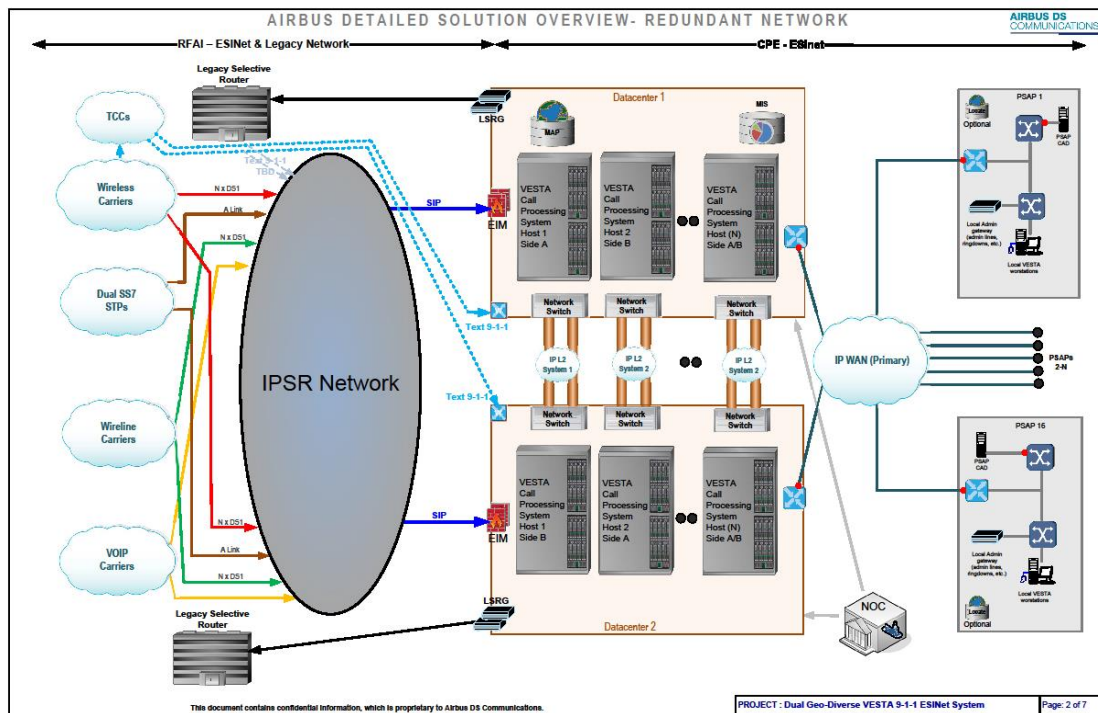 AIRBUS DETAILED SOLUTION OVERVIEW- REDUNDANT NETWORK
AIRBUS DS
COMMUNICATIONS
RFAI – ESINet & Legacy Network
CPE - ESInet
Legacy Selective
Router
TCCs
Text 9-1-1
TBD
Wireless
Carriers
N x DS1
A Link
N x DS1
Dual SS7
STPs
IPSR Network
Wireline
Carriers
N x DS1
A Link
N x DS1
VOIP
Carriers
Legacy Selective
Router
LSRG
Datacenter 1
MAP
MIS
SIP
EIM
VESTA
Call
Processing
System
Host 1
Side A
VESTA
Call
Processing
System
Host 2
Side B
VESTA
Call
Processing
System
Host (N)
Side A/B
Text 9-1-1
Network
Switch
Network
Switch
Network
Switch
IP L2
System 1
IP L2
System 2
IP L2
System 2
Text 9-1-1
Network
Switch
Network
Switch
Network
Switch
VESTA
Call
Processing
System
Host 1
Side B
VESTA
Call
Processing
System
Host 2
Side A
VESTA
Call
Processing
System
Host (N)
Side A/B
SIP
EIM
LSRG
Datacenter 2
NOC
IP WAN (Primary)
PSAP 1
Locate
Optional
PSAP
CAD
Local Admin
gateway
(admin lines,
ringdowns, etc.)
Local VESTA
worstations
PSAPs
2-N
PSAP 16
PSAP
CAD
Local Admin
gateway
(admin lines,
ringdowns, etc.)
Local VESTA
worstations
Locate
Optional
This document contains confidential information, which is proprietary to Airbus DS Communications.
PROJECT : Dual Geo-Diverse VESTA 9-1-1 ESINet System
Page: 2 of 7